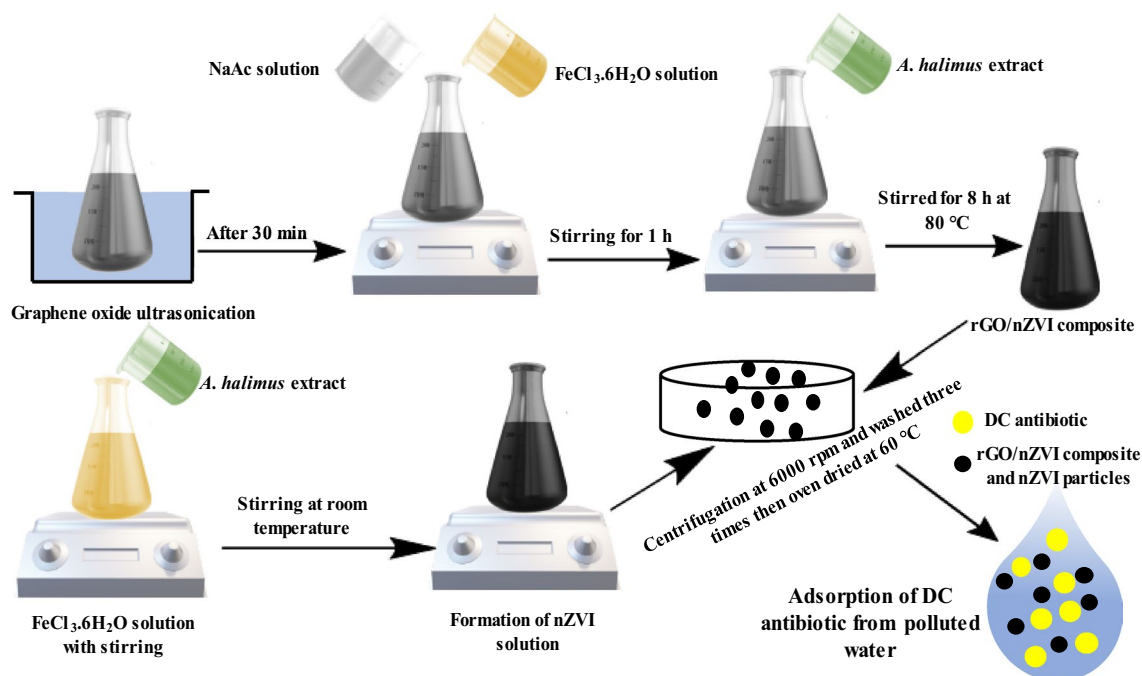 NaAc solution
FeCl₃.6H₂O solution
A. halimus extract
After 30 min
Stirring for 1 h
Stirred for 8 h at
80 °C
Graphene oxide ultrasonication
rGO/nZVI composite
A. halimus extract
Stirring at room
temperature
FeCl₃.6H₂O solution
with stirring
Formation of nZVI
solution
Centrifugation at 6000 rpm and washed three
times then oven dried at 60 °C
DC antibiotic
rGO/nZVI composite
and nZVI particles
Adsorption of DC
antibiotic from polluted
water